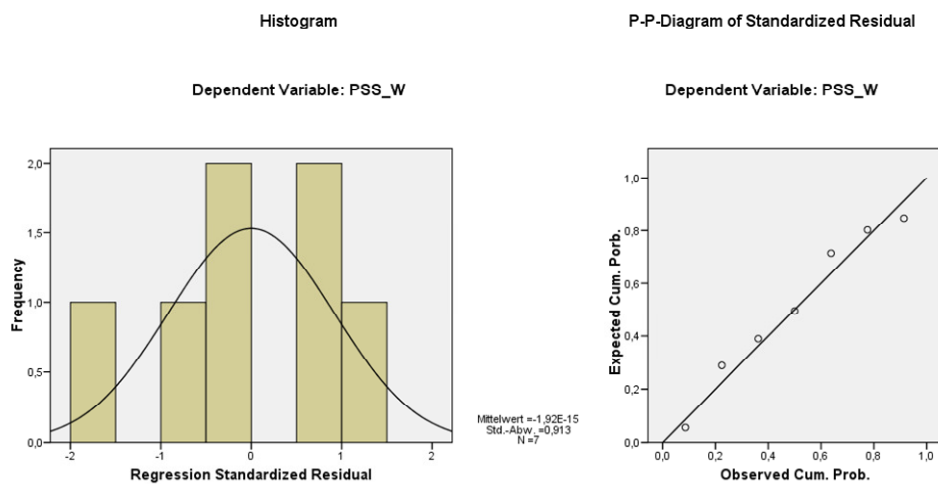 Histogram
Dependent Variable: PSS_W
2,0
1,5
1,0
0,5
0,0
Frequency
-2
-1
0
1
2
Regression Standardized Residual
Mittelwert =-1,92E-15
Std.-Abw. =0,913
N =7
P-P-Diagram of Standardized Residual
Dependent Variable: PSS_W
1,0
0,8
0,6
0,4
0,2
0,0
Expected Cum. Porb.
0,0
0,2
0,4
0,6
0,8
1,0
Observed Cum. Prob.